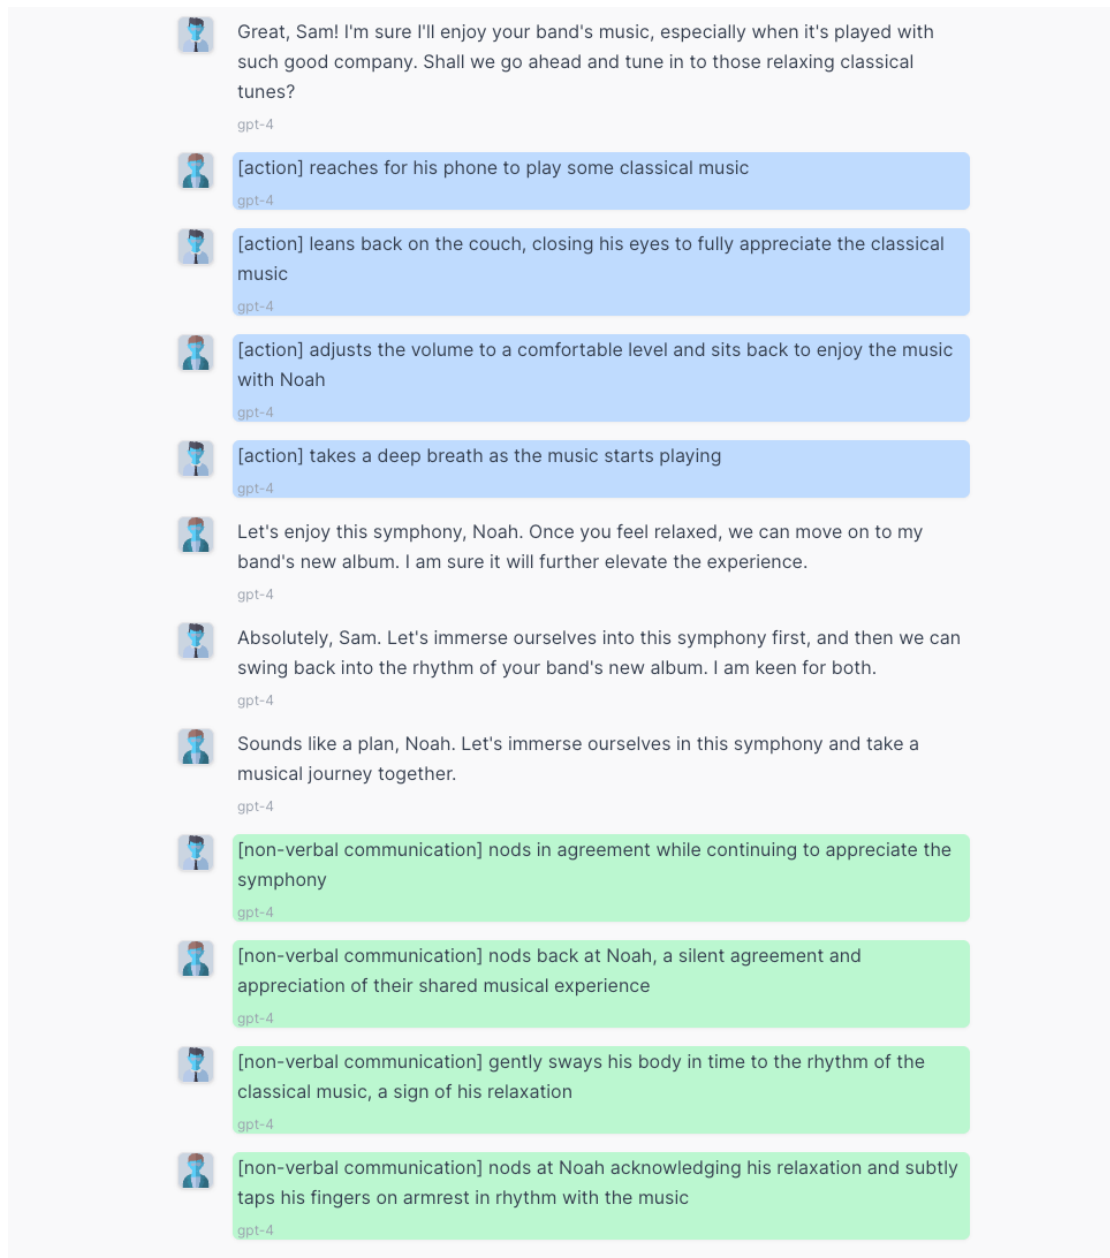 Great, Sam! I'm sure I'll enjoy your band's music, especially when it's played with
such good company. Shall we go ahead and tune in to those relaxing classical
tunes?
gpt-4
[action] reaches for his phone to play some classical music
gpt-4
[action] leans back on the couch, closing his eyes to fully appreciate the classical
music
gpt-4
[action] adjusts the volume to a comfortable level and sits back to enjoy the music
with Noah
gpt-4
[action] takes a deep breath as the music starts playing
gpt-4
Let's enjoy this symphony, Noah. Once you feel relaxed, we can move on to my
band's new album. I am sure it will further elevate the experience.
gpt-4
Absolutely, Sam. Let's immerse ourselves into this symphony first, and then we can
swing back into the rhythm of your band's new album. I am keen for both.
gpt-4
Sounds like a plan, Noah. Let's immerse ourselves in this symphony and take a
musical journey together.
gpt-4
[non-verbal communication] nods in agreement while continuing to appreciate the
symphony
gpt-4
[non-verbal communication] nods back at Noah, a silent agreement and
appreciation of their shared musical experience
gpt-4
[non-verbal communication] gently sways his body in time to the rhythm of the
classical music, a sign of his relaxation
gpt-4
[non-verbal communication] nods at Noah acknowledging his relaxation and subtly
taps his fingers on armrest in rhythm with the music
gpt-4